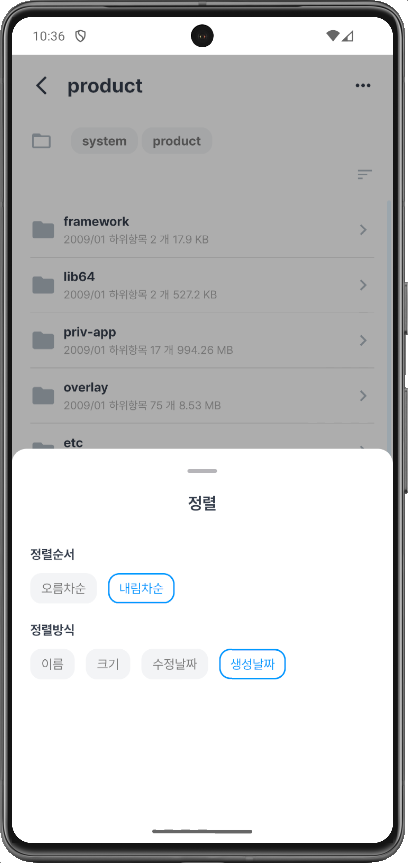 10:36
product
system product
framework
2009/01 하위항목 2 개 17.9 KB
lib64
2009/01 하위항목 2 개 527.2 KB
priv-app
2009/01 하위항목 17 개 994.26 MB
overlay
2009/01 하위항목 75 개 8.53 MB
etc
정렬
정렬순서
오름차순 내림차순
정렬방식
이름 크기 수정날짜 생성날짜